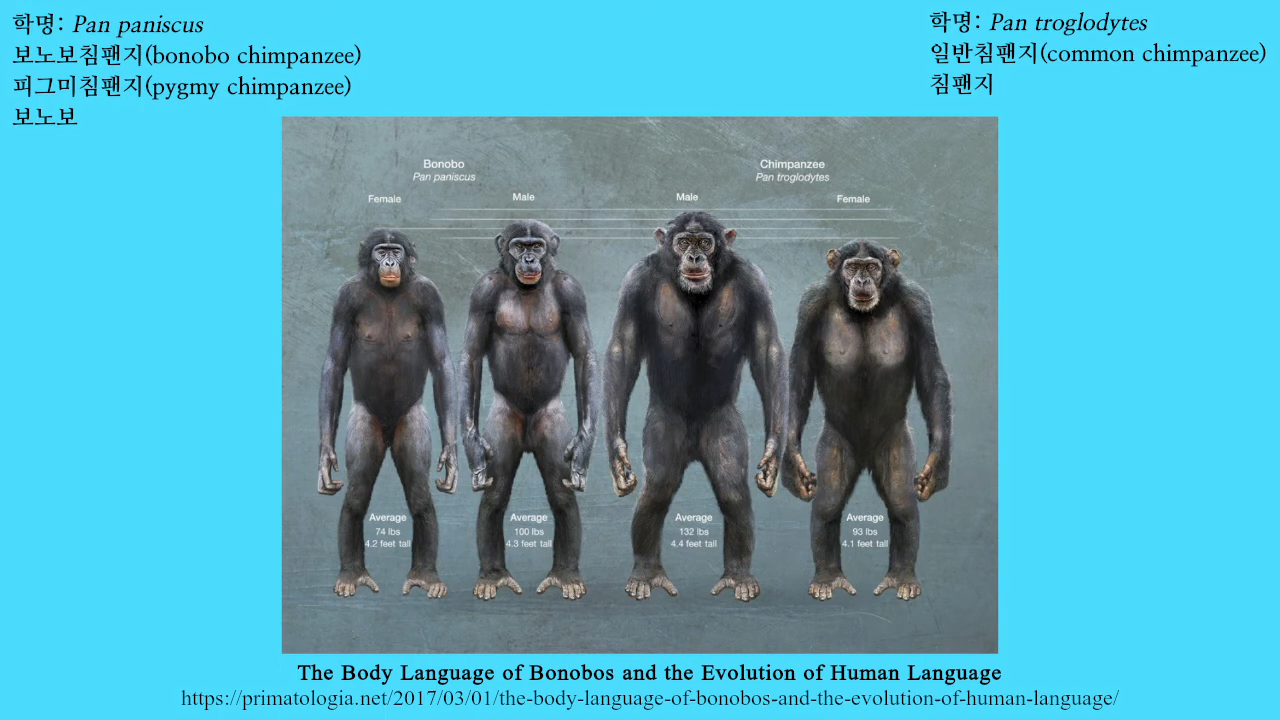 학명: Pan paniscus
보노보침팬지(bonobo chimpanzee)
피그미침팬지(pygmy chimpanzee)
보노보
학명: Pan troglodytes
일반침팬지(common chimpanzee)
침팬지
Bonobo
Pan paniscus
Chimpanzee
Pan troglodytes
Female
Male
Male
Female
Average
74 lbs
4.2 feet tall
Average
100 lbs
4.3 feet tall
Average
132 lbs
4.4 feet tall
Average
93 lbs
4.1 feet tall
The Body Language of Bonobos and the Evolution of Human Language
https://primatologia.net/2017/03/01/the-body-language-of-bonobos-and-the-evolution-of-human-language/